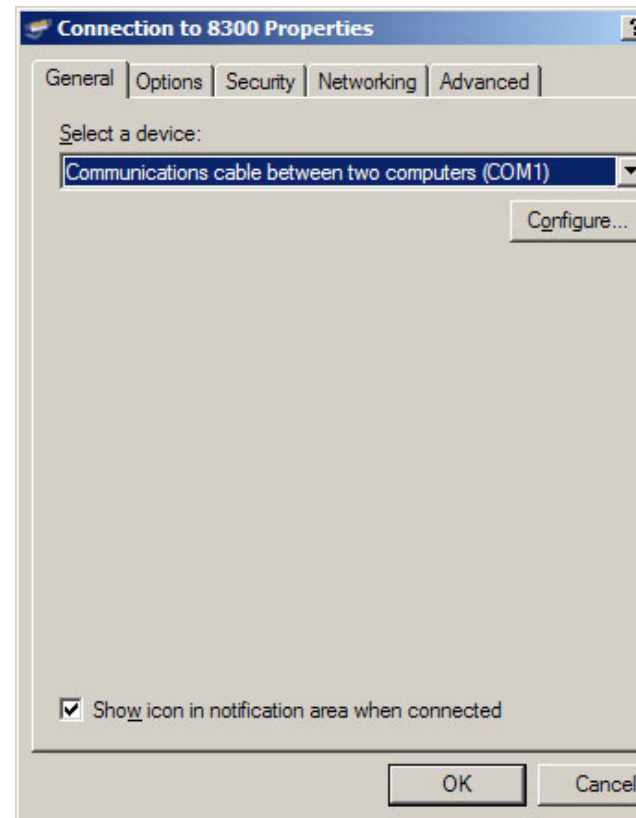 Connection to 8300 Properties
?
General Options Security Networking Advanced
Select a device:
Communications cable between two computers (COM1)
Configure...
Show icon in notification area when connected
OK Cancel